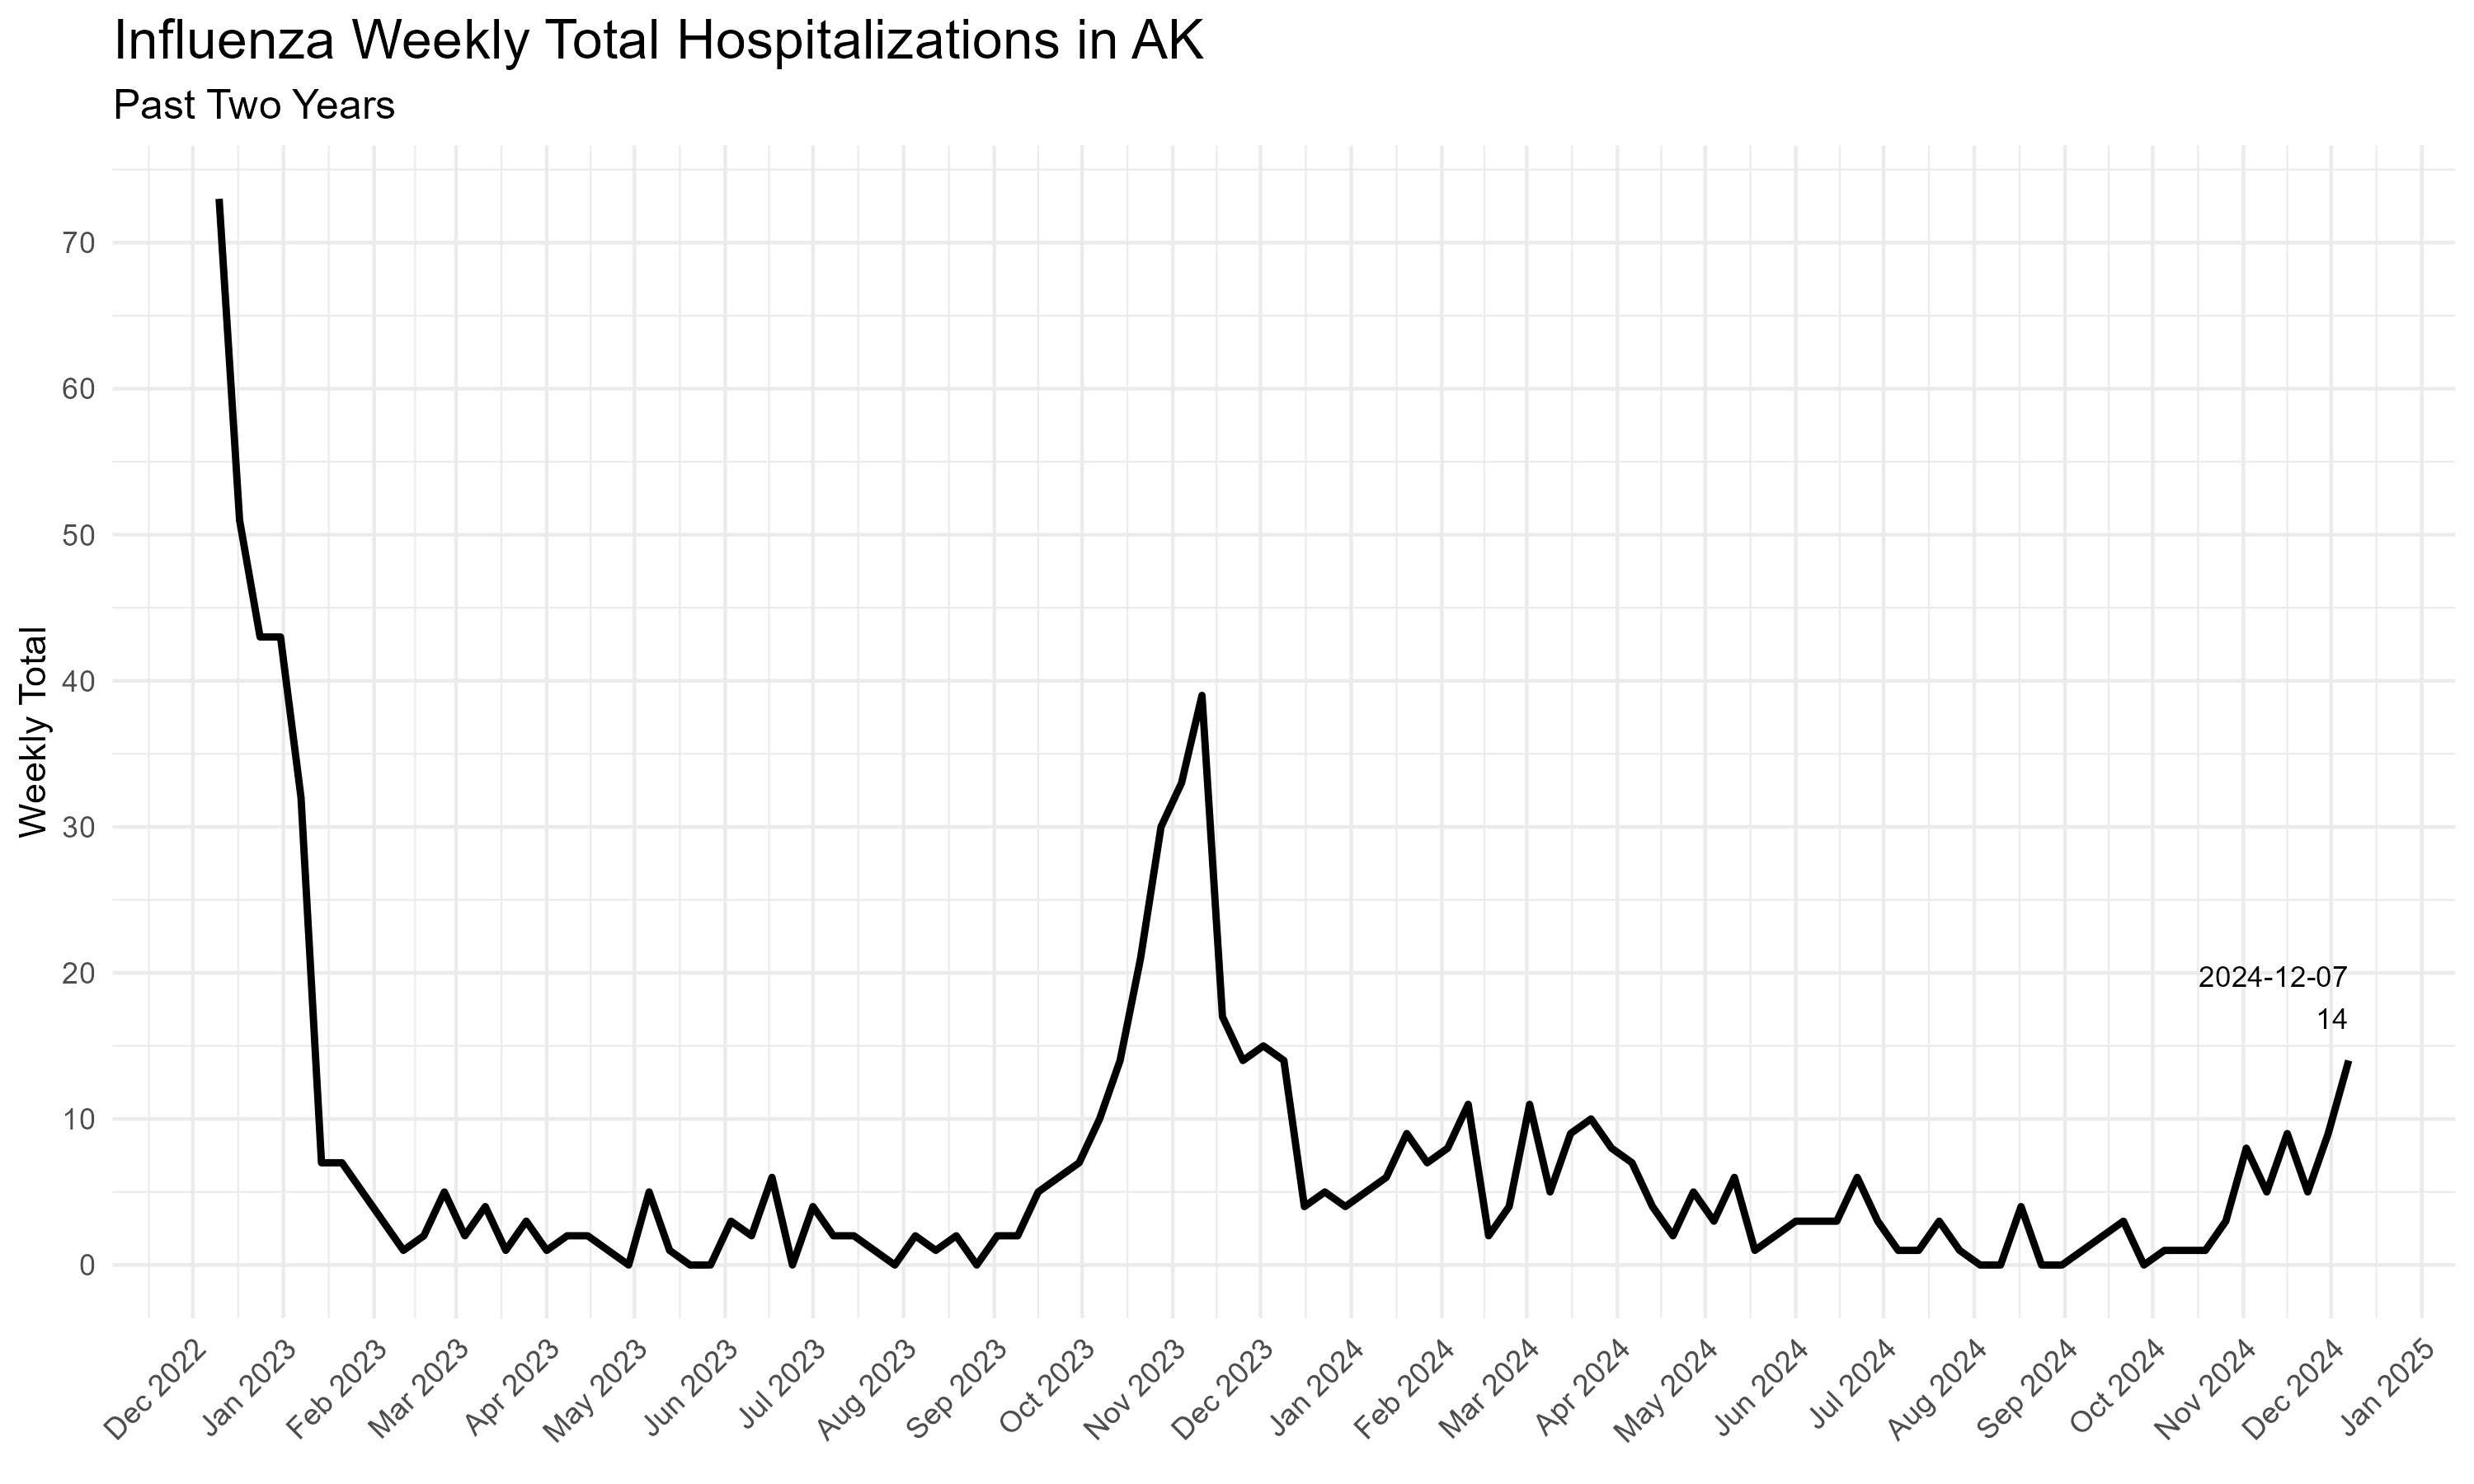 Influenza Weekly Total Hospitalizations in AK
Past Two Years
Weekly Total
70
60
50
40
30
20
10
0
2024-12-07
14
Dec 2022
Jan 2023
Feb 2023
Mar 2023
Apr 2023
May 2023
Jun 2023
Jul 2023
Aug 2023
Sep 2023
Oct 2023
Nov 2023
Dec 2023
Jan 2024
Feb 2024
Mar 2024
Apr 2024
May 2024
Jun 2024
Jul 2024
Aug 2024
Sep 2024
Oct 2024
Nov 2024
Dec 2024
Jan 2025